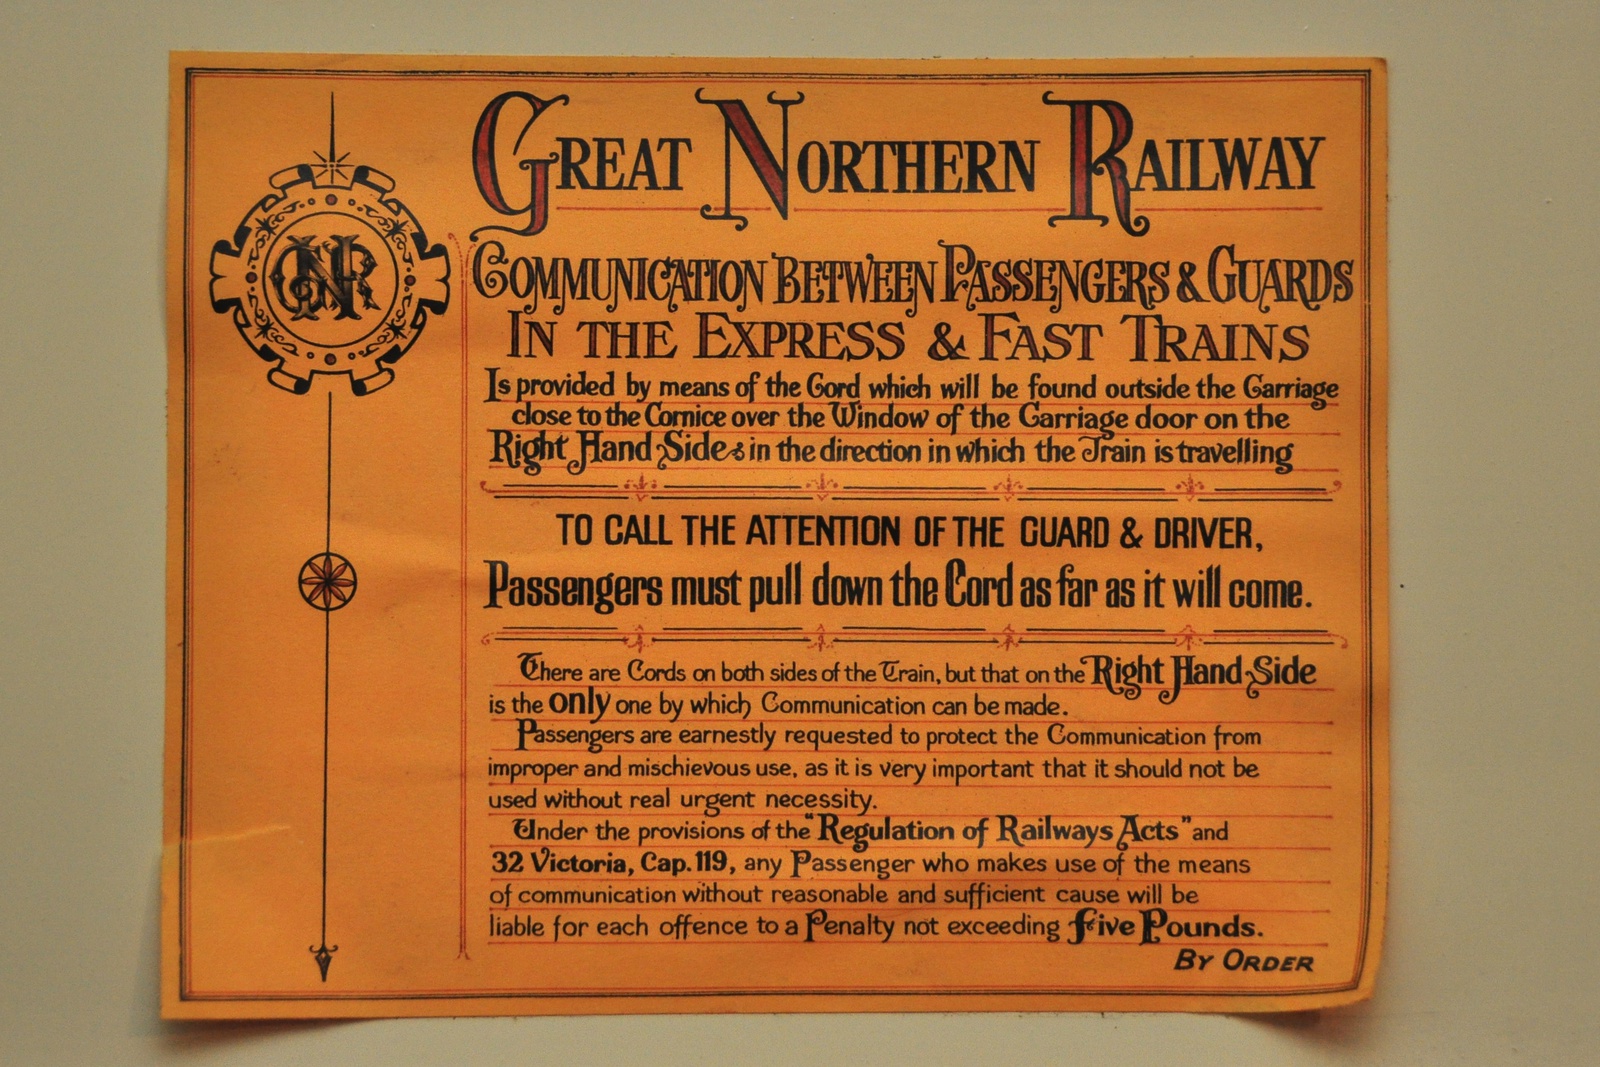 GNR
GREAT NORTHERN RAILWAY
COMMUNICATION BETWEEN PASSENGERS & GUARDS
IN THE EXPRESS & FAST TRAINS
Is provided by means of the Cord which will be found outside the Carriage
close to the Cornice over the Window of the Carriage door on the
Right Hand Side in the direction in which the Train is travelling
TO CALL THE ATTENTION OF THE GUARD & DRIVER,
Passengers must pull down the Cord as far as it will come.
There are Cords on both sides of the Train, but that on the Right Hand Side
is the only one by which Communication can be made.
Passengers are earnestly requested to protect the Communication from
improper and mischievous use, as it is very important that it should not be
used without real urgent necessity.
Under the provisions of the "Regulation of Railways Acts" and
32 Victoria, Cap. 119, any Passenger who makes use of the means
of communication without reasonable and sufficient cause will be
liable for each offence to a Penalty not exceeding Five Pounds.
BY ORDER